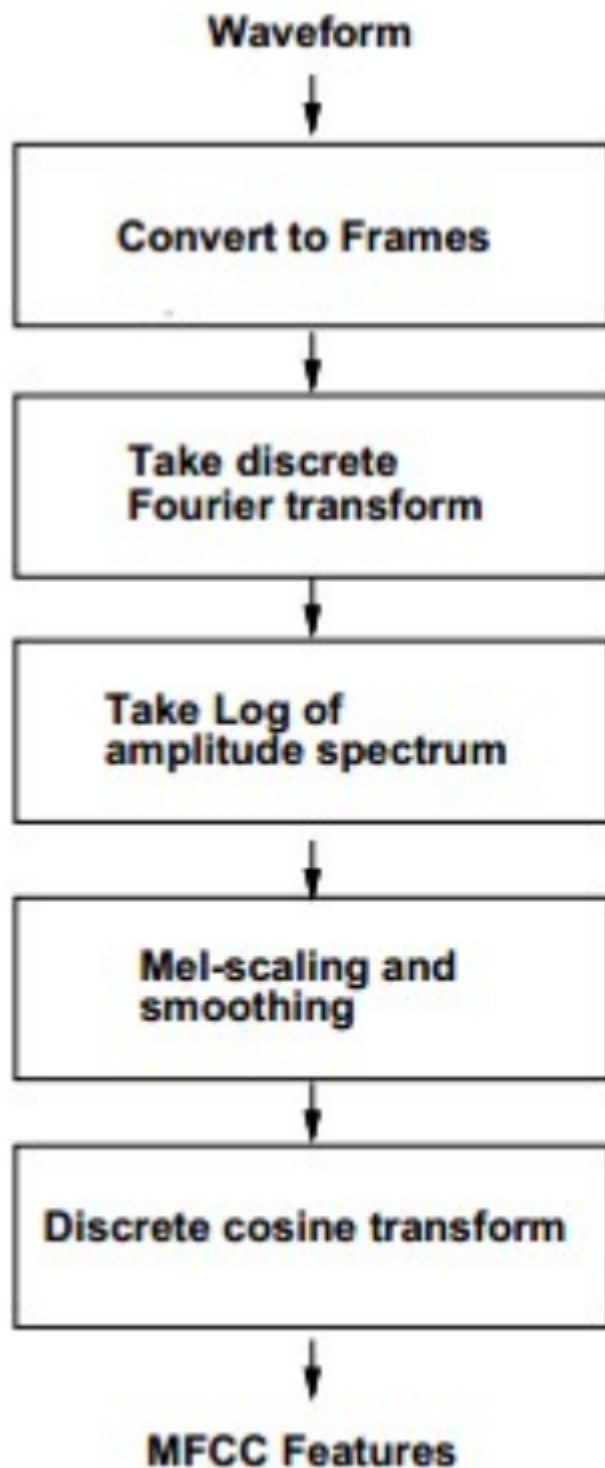 Waveform
Convert to Frames
Take discrete
Fourier transform
Take Log of
amplitude spectrum
Mel-scaling and
smoothing
Discrete cosine transform
MFCC Features